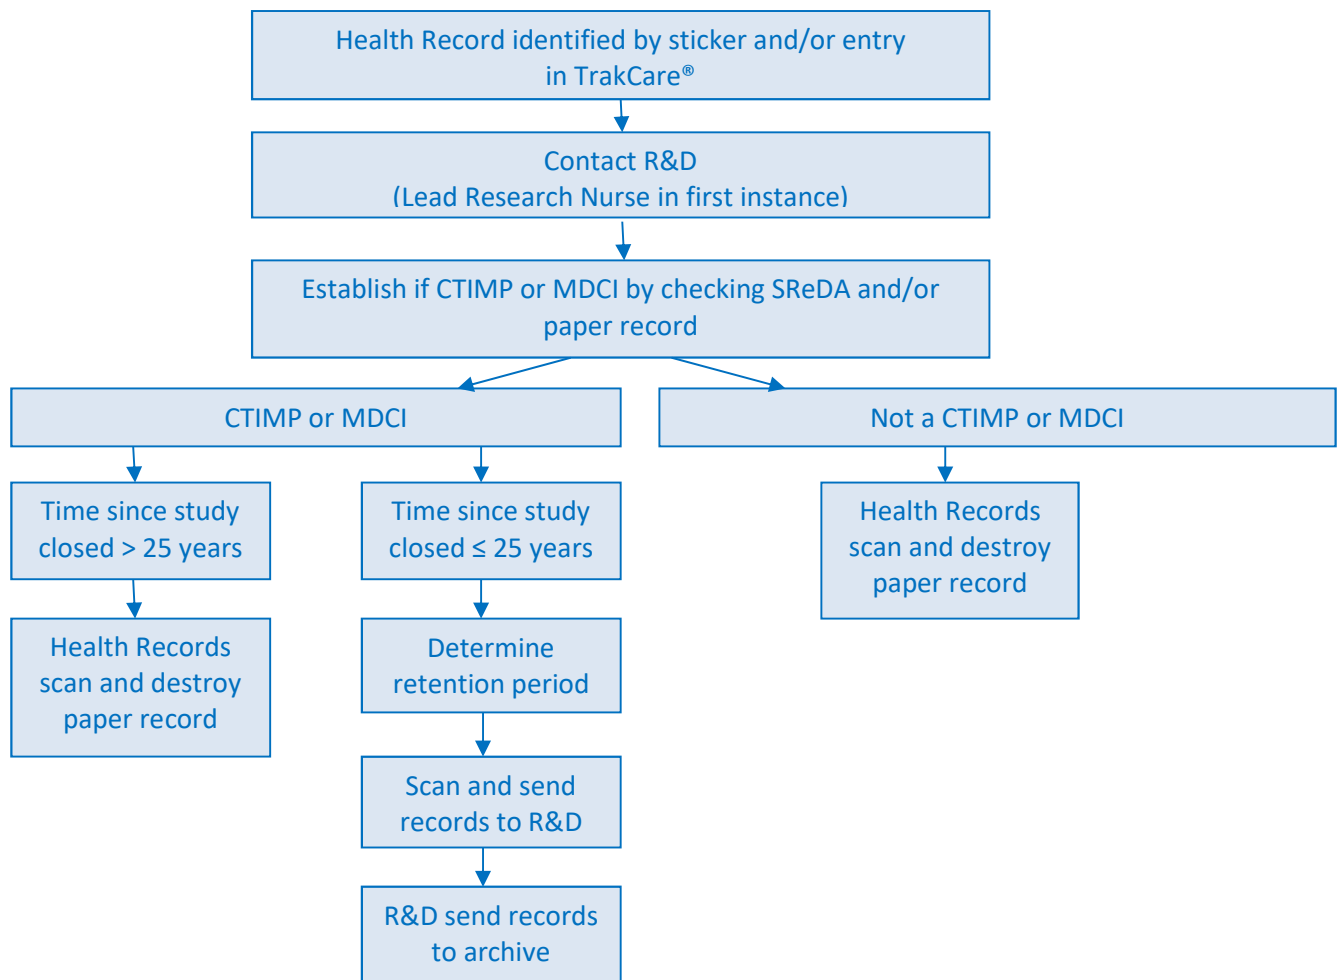 Health Record identified by sticker and/or entry
in TrakCare®
Contact R&D
(Lead Research Nurse in first instance)
Establish if CTIMP or MDCI by checking SReDA and/or
paper record
CTIMP or MDCI
Not a CTIMP or MDCI
Time since study
closed > 25 years
Time since study
closed ≤ 25 years
Health Records
scan and destroy
paper record
Health Records
scan and destroy
paper record
Determine
retention period
Scan and send
records to R&D
R&D send records
to archive